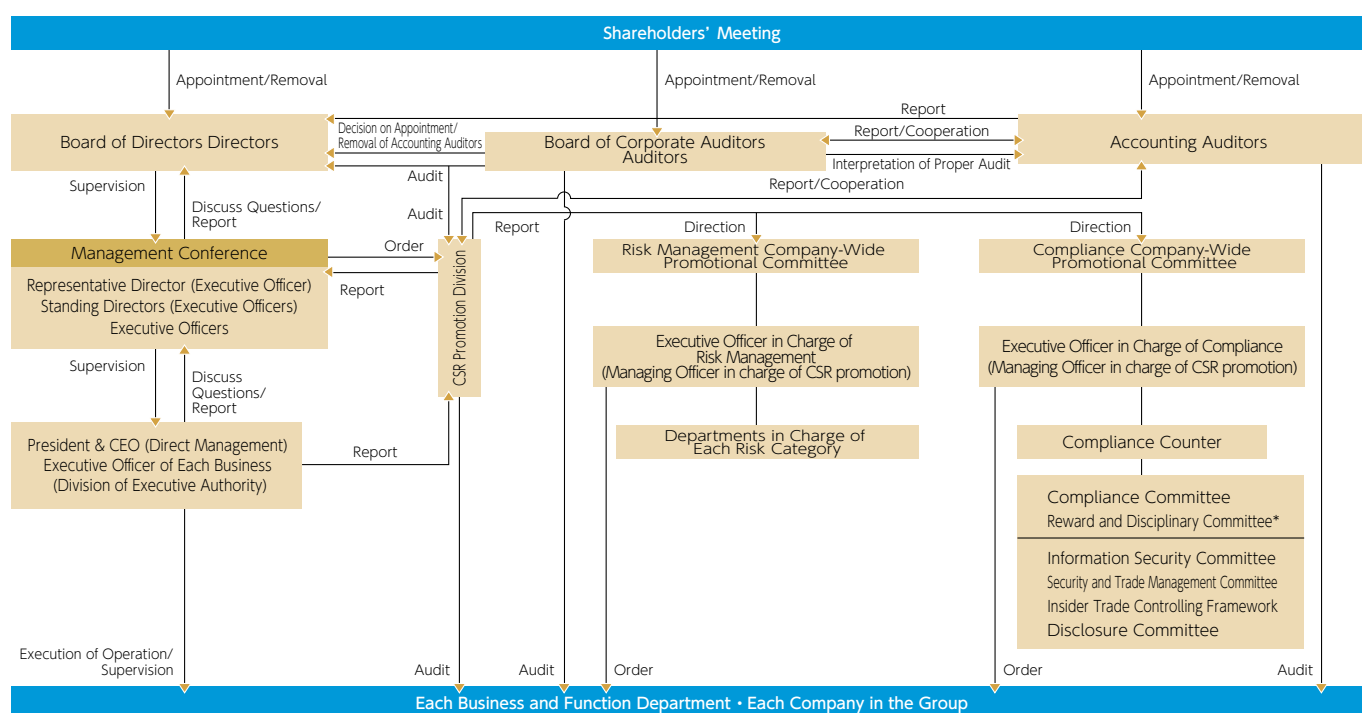 Shareholders' Meeting
Appointment/Removal
Appointment/Removal
Appointment/Removal
Report
Board of Directors Directors
Decision on Appointment/
Removal of Accounting Auditors
Board of Corporate Auditors
Auditors
Report/Cooperation
Accounting Auditors
Interpretation of Proper Audit
Audit
Report/Cooperation
Supervision
Discuss Questions/
Report
Audit
Report
Direction
Direction
Management Conference
Order
Representative Director (Executive Officer)
Standing Directors (Executive Officers)
Executive Officers
Report
CSR Promotion Division
Risk Management Company-Wide
Promotional Committee
Compliance Company-Wide
Promotional Committee
Executive Officer in Charge of
Risk Management
(Managing Officer in charge of CSR promotion)
Executive Officer in Charge of Compliance
(Managing Officer in charge of CSR promotion)
Supervision
Discuss
Questions/
Report
President & CEO (Direct Management)
Executive Officer of Each Business
(Division of Executive Authority)
Report
Departments in Charge of
Each Risk Category
Compliance Counter
Compliance Committee
Reward and Disciplinary Committee*
Information Security Committee
Security and Trade Management Committee
Insider Trade Controlling Framework
Disclosure Committee
Execution of Operation/
Supervision
Audit
Audit
Order
Order
Audit
Each Business and Function Department・Each Company in the Group